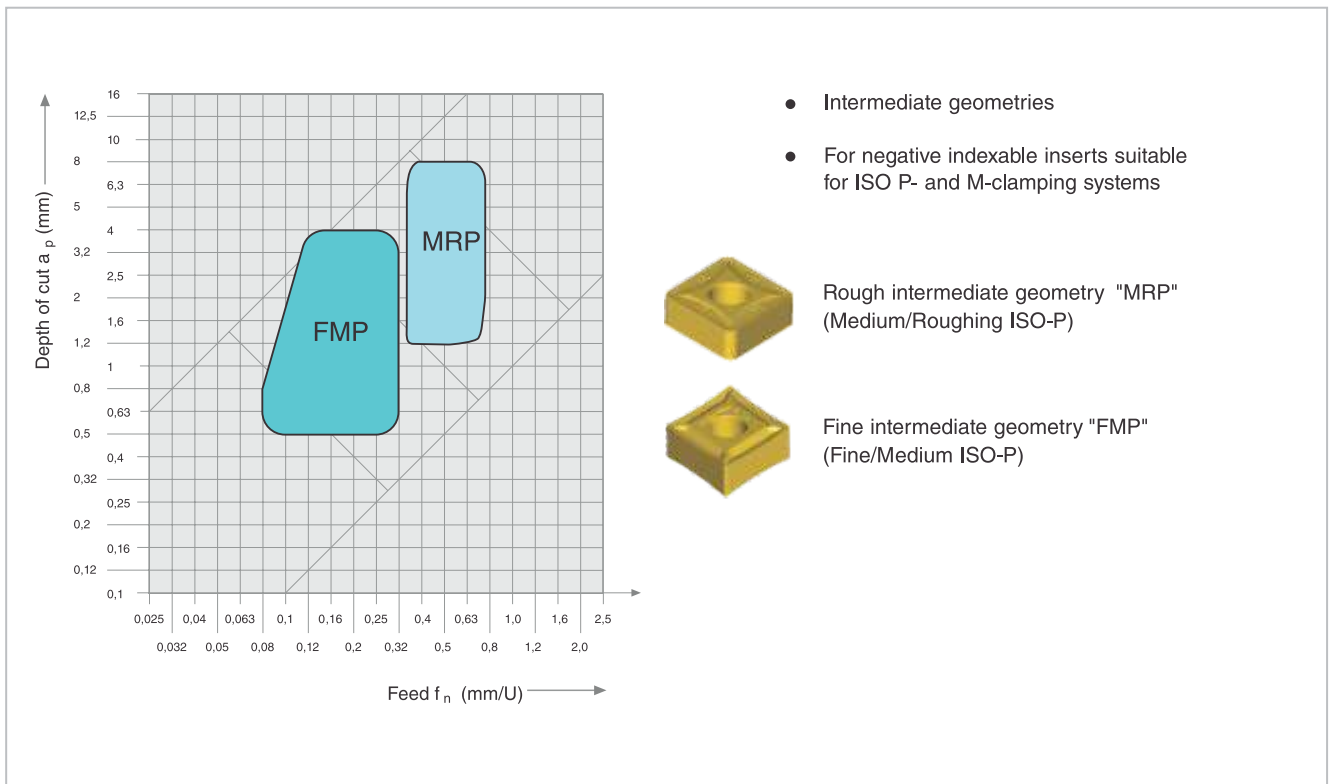 Depth of cut a p (mm)
16
12,5
10
8
6,3
5
4
3,2
2,5
2
1,6
1,2
1
0,8
0,63
0,5
0,4
0,32
0,25
0,2
0,16
0,12
0,1
FMP
MRP
0,025 0,04 0,063 0,1 0,16 0,25 0,4 0,63 1,0 1,6 2,5
0,032 0,05 0,08 0,12 0,2 0,32 0,5 0,8 1,2 2,0
Feed f n (mm/U)
● Intermediate geometries
● For negative indexable inserts suitable
for ISO P- and M-clamping systems
Rough intermediate geometry "MRP"
(Medium/Roughing ISO-P)
Fine intermediate geometry "FMP"
(Fine/Medium ISO-P)